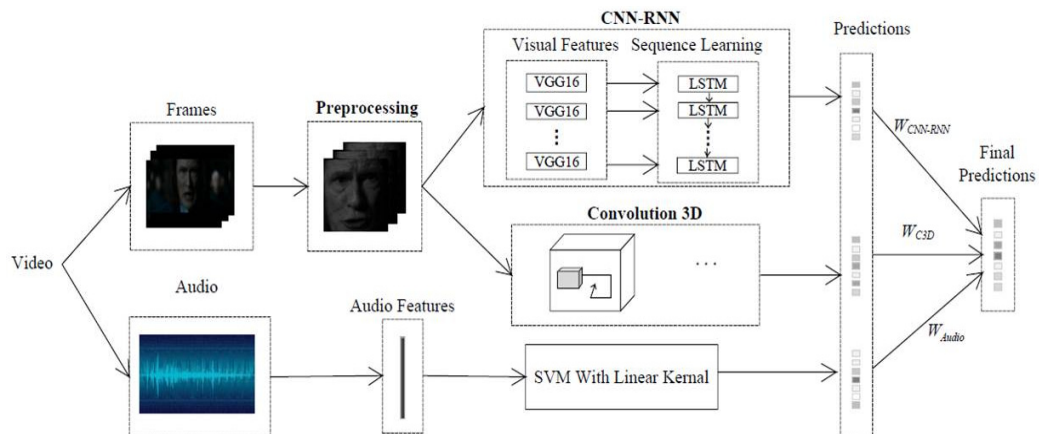 CNN-RNN
Predictions
Visual Features Sequence Learning
VGG16 LSTM
VGG16 LSTM
VGG16 LSTM
Frames
Preprocessing
W_CNN-RNN
Final
Predictions
Convolution 3D
W_C3D
Video
...
Audio
Audio Features
W_Audio
SVM With Linear Kernal